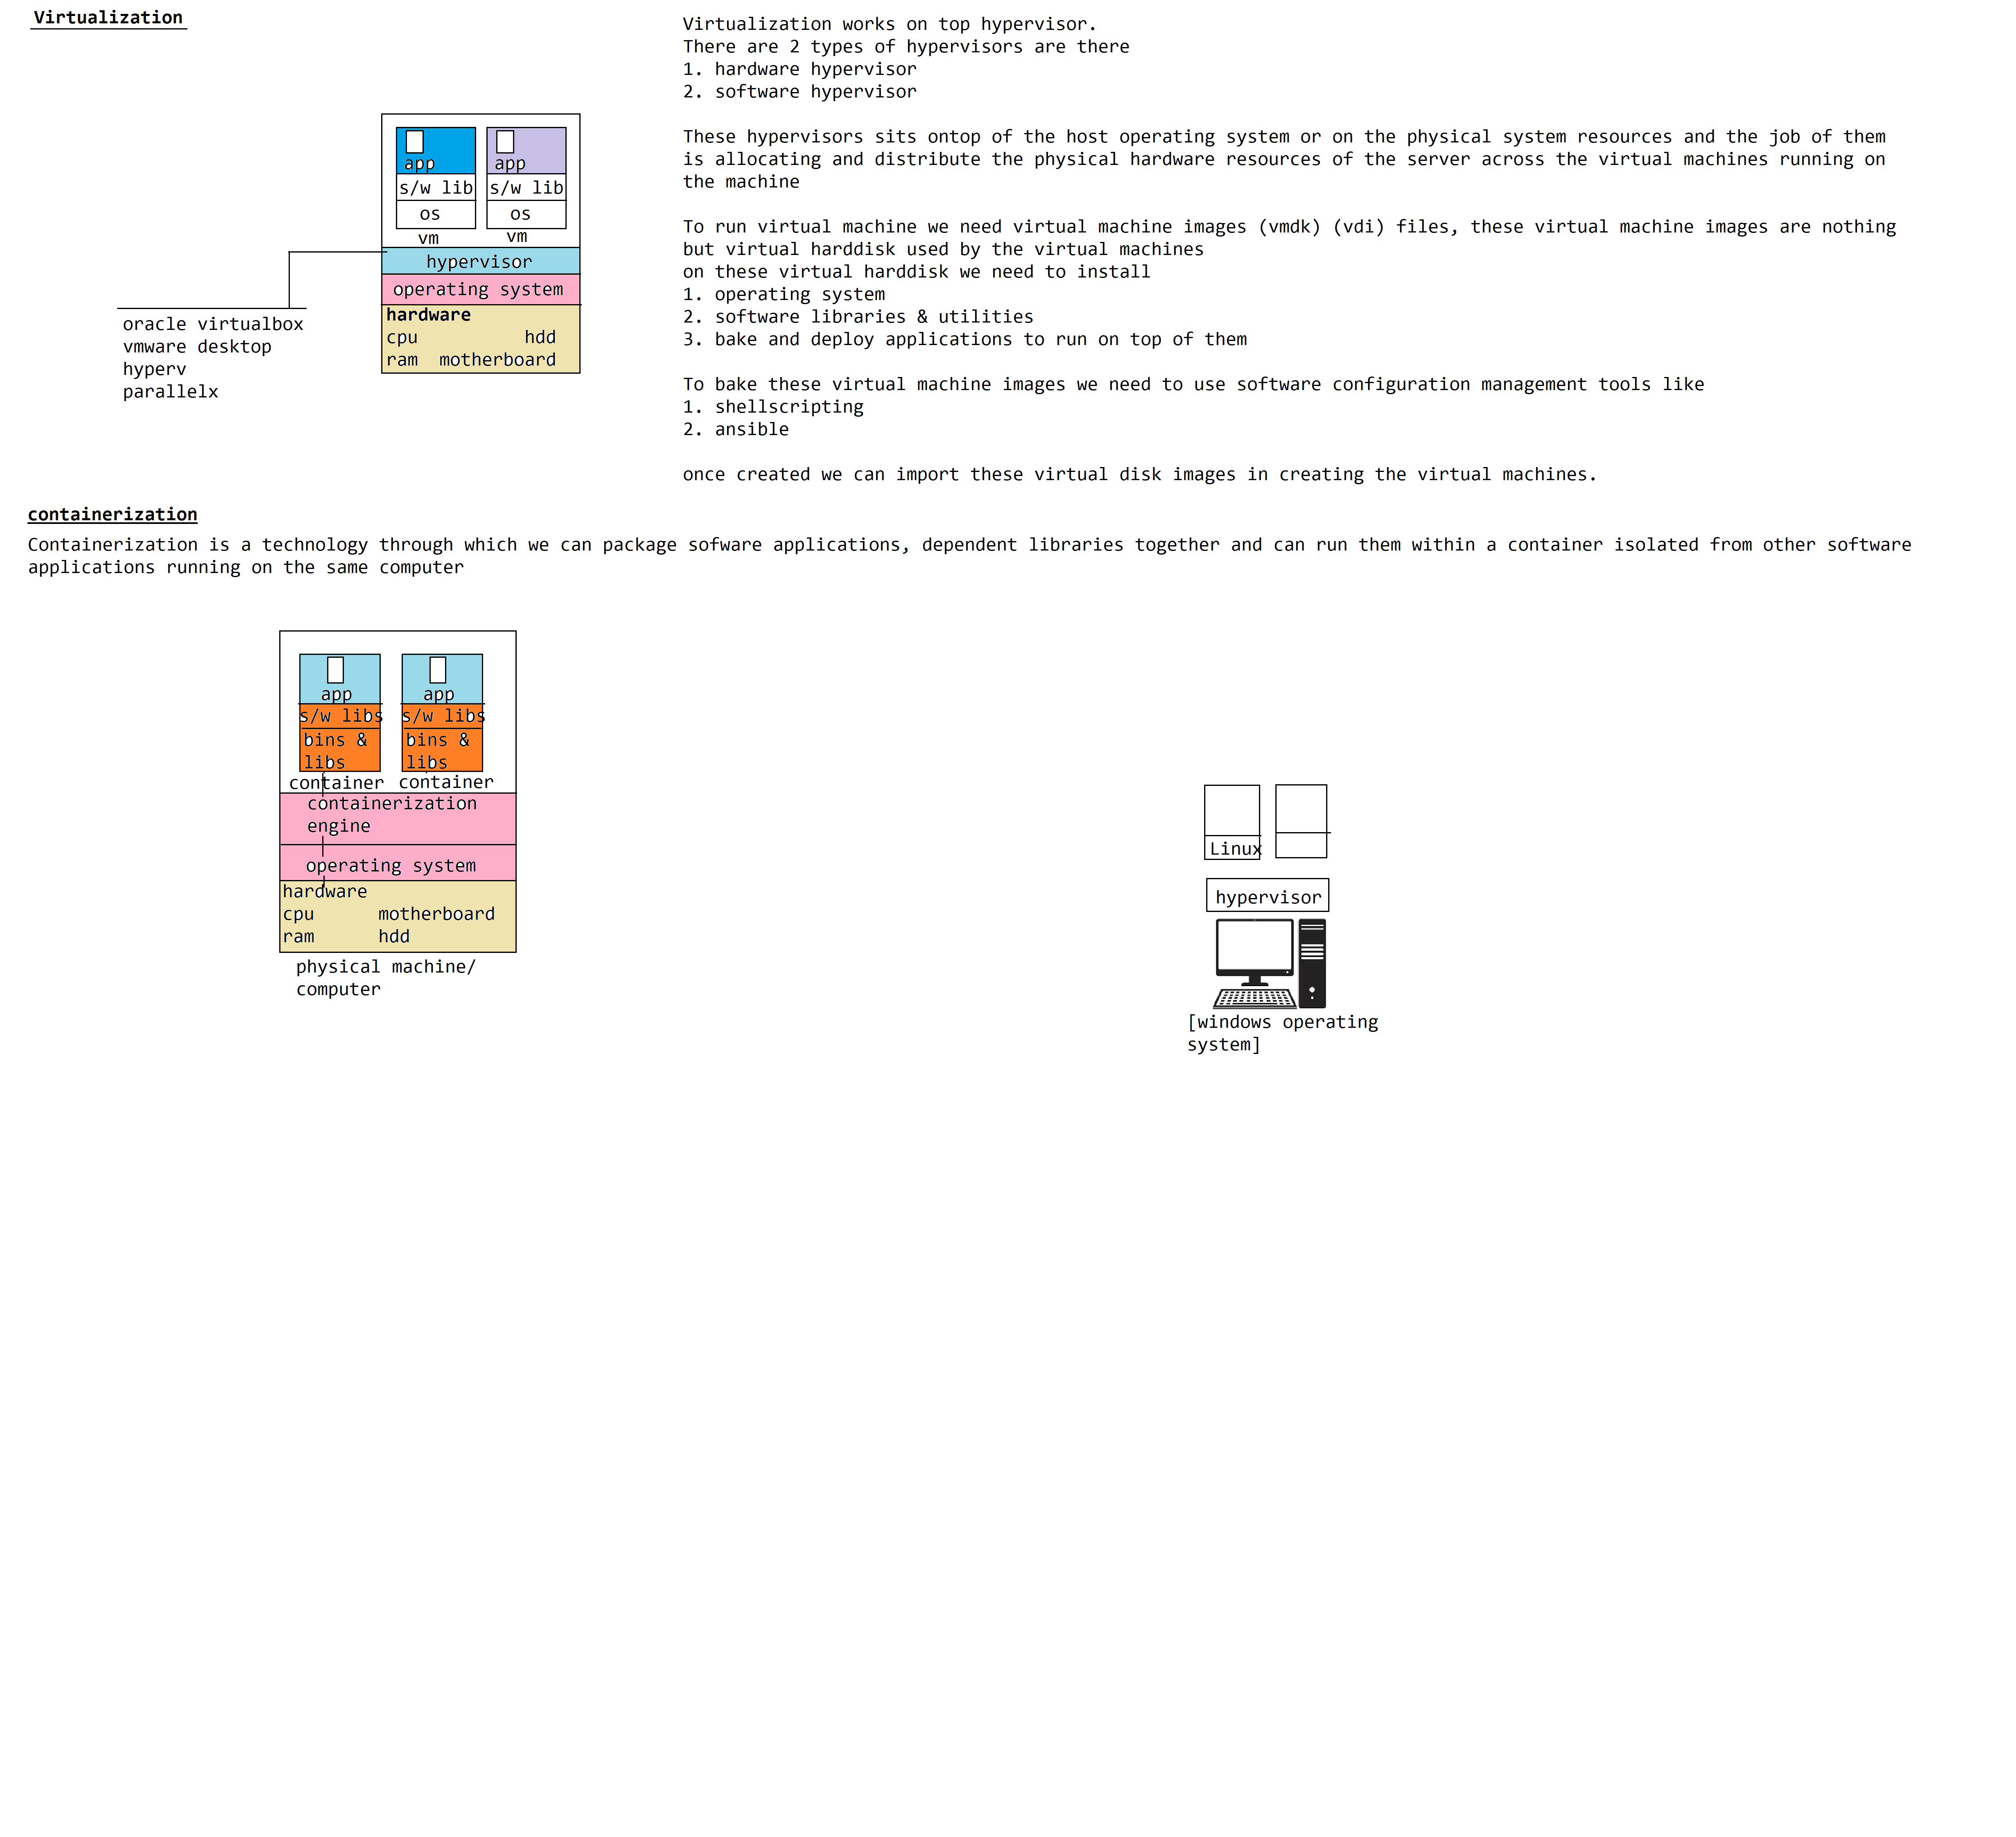 Virtualization
Virtualization works on top hypervisor.
There are 2 types of hypervisors are there
1. hardware hypervisor
2. software hypervisor
These hypervisors sits ontop of the host operating system or on the physical system resources and the job of them
is allocating and distribute the physical hardware resources of the server across the virtual machines running on
the machine
To run virtual machine we need virtual machine images (vmdk) (vdi) files, these virtual machine images are nothing
but virtual harddisk used by the virtual machines
on these virtual harddisk we need to install
1. operating system
2. software libraries & utilities
3. bake and deploy applications to run on top of them
To bake these virtual machine images we need to use software configuration management tools like
1. shellscripting
2. ansible
once created we can import these virtual disk images in creating the virtual machines.
app app
s/w lib s/w lib
os os
vm vm
hypervisor
operating system
hardware
cpu hdd
ram motherboard
oracle virtualbox
vmware desktop
hyperv
parallelx
containerization
Containerization is a technology through which we can package sofware applications, dependent libraries together and can run them within a container isolated from other software
applications running on the same computer
app app
s/w libs s/w libs
bins & bins &
libs libs
container container
containerization
engine
operating system
hardware
cpu motherboard
ram hdd
physical machine/
computer
Linux
hypervisor
[windows operating
system]